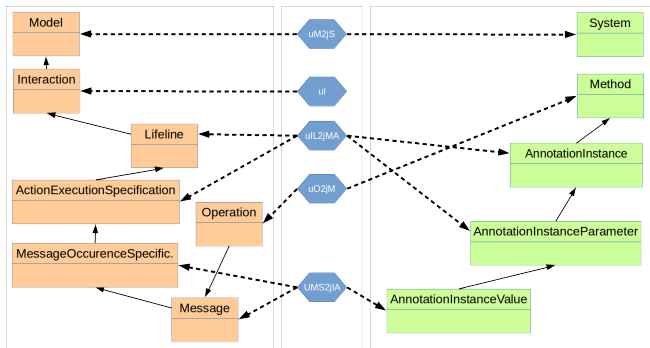 Model
uM2jS
System
Interaction
uI
Method
Lifeline
uIL2jMA
AnnotationInstance
ActionExecutionSpecification
uO2jM
Operation
AnnotationInstanceParameter
MessageOccurenceSpecific.
UMS2jIA
AnnotationInstanceValue
Message